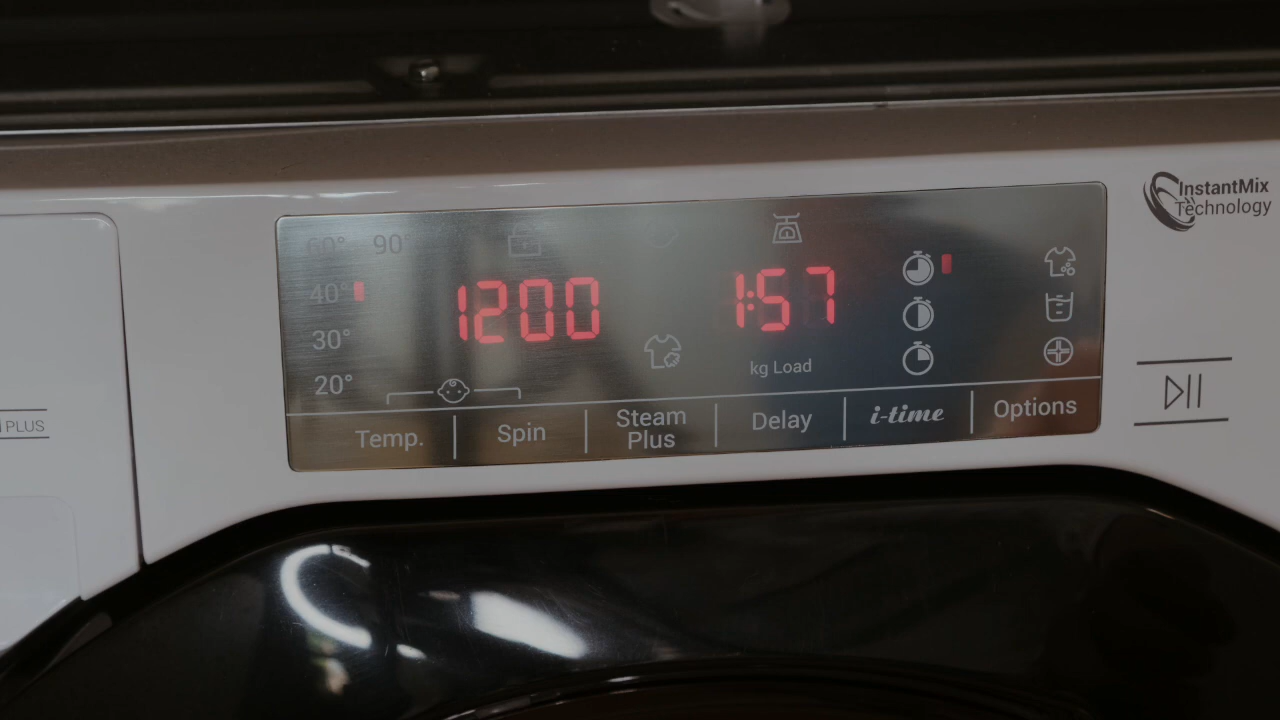 InstantMix
Technology
60° 90°
40°
1200
1:57
30°
20°
kg Load
Temp.
Spin
Steam
Plus
Delay
i-time
Options
PLUS